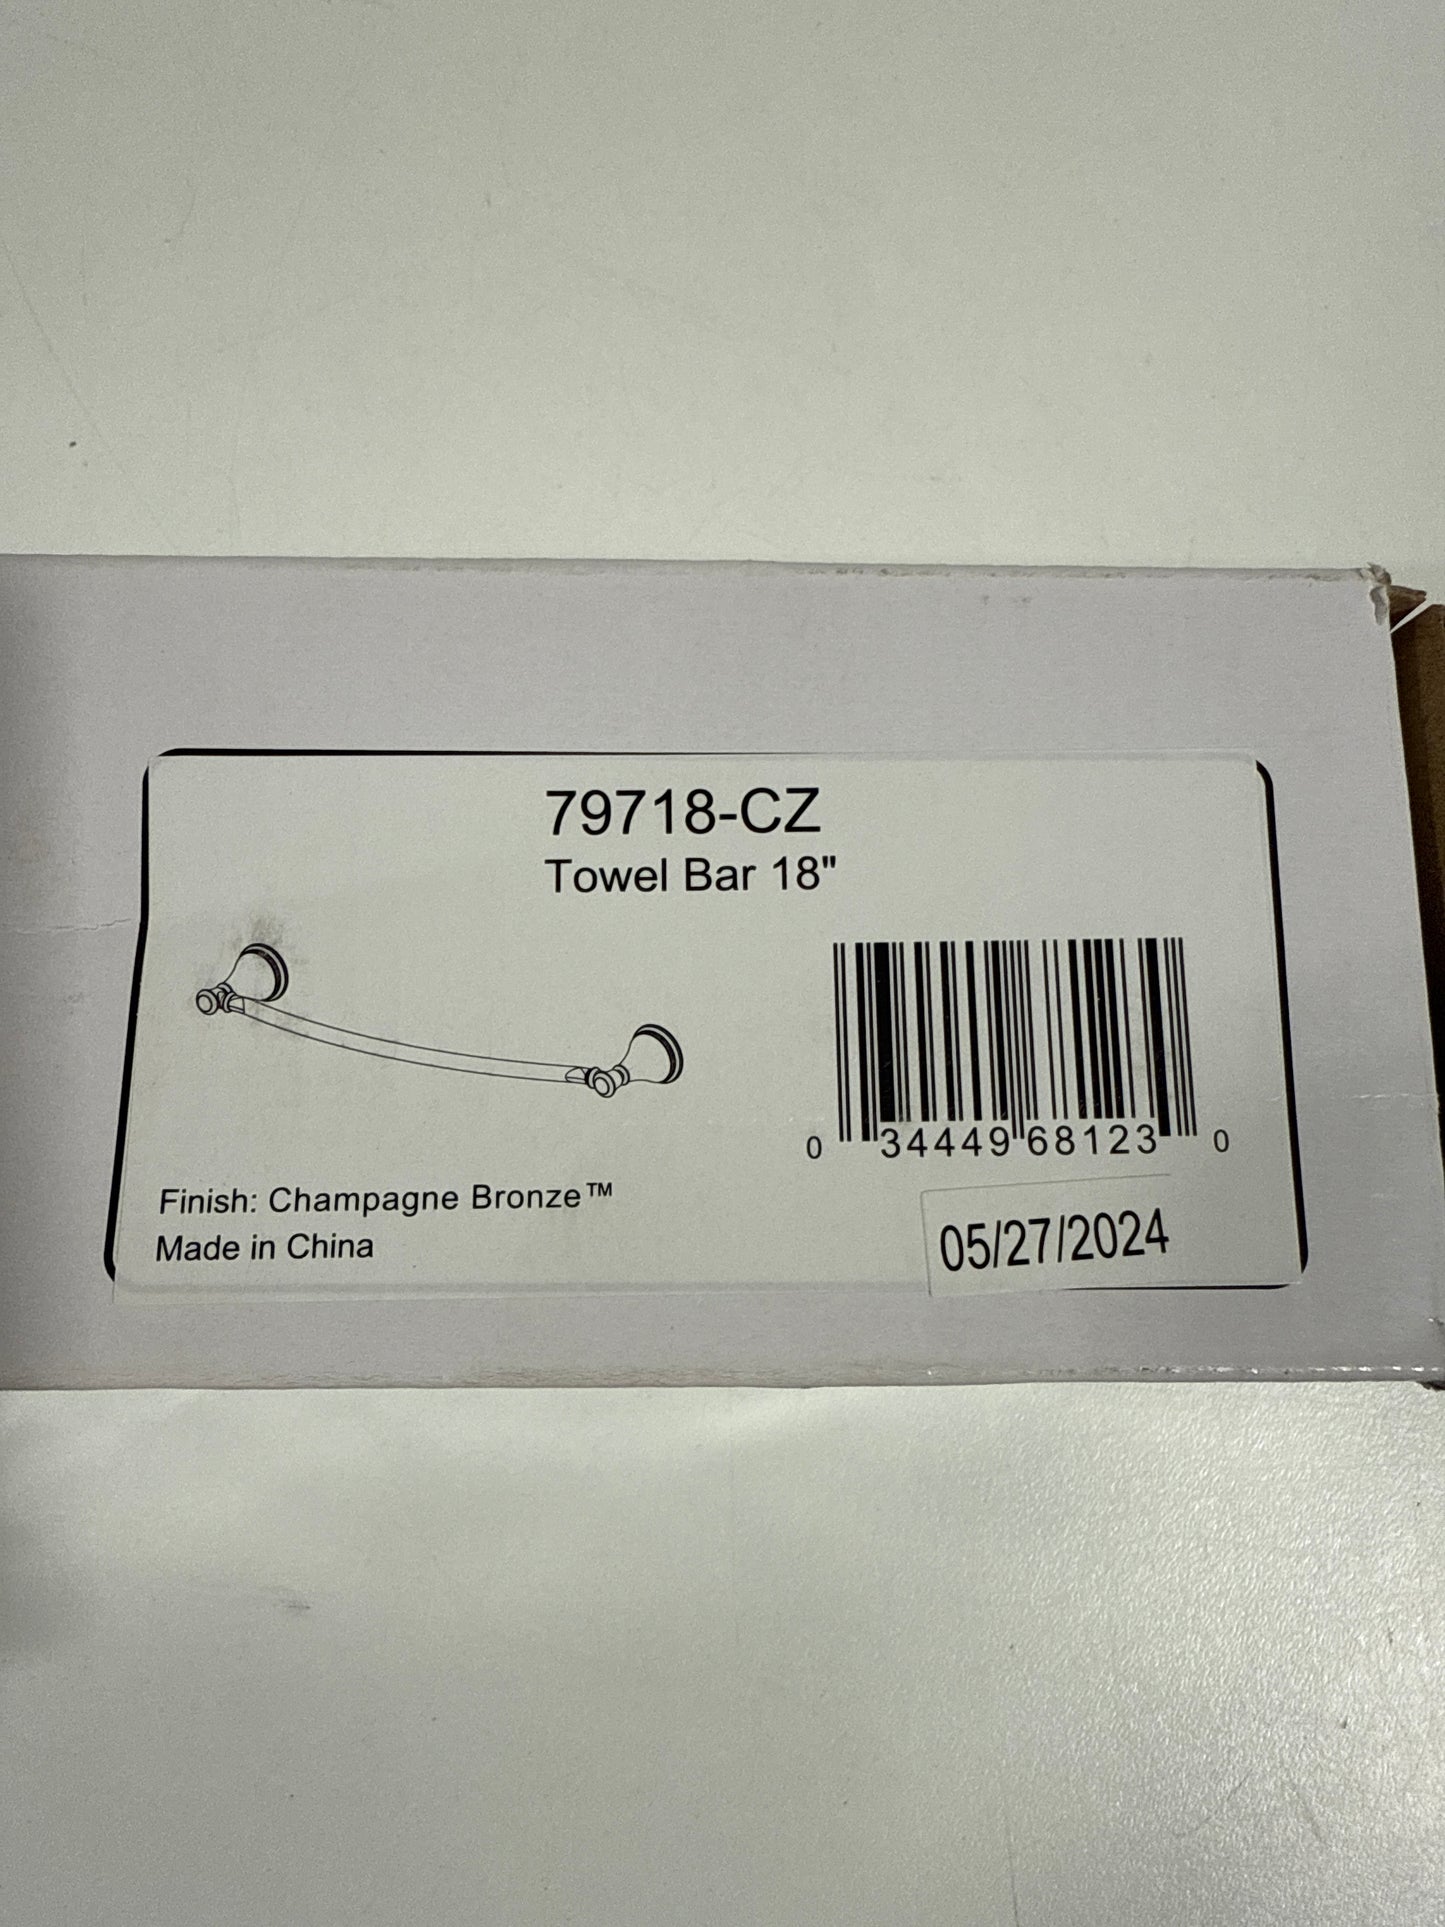 79718-CZ
Towel Bar 18"
0 34449 68123 0
Finish: Champagne Bronze™
Made in China
05/27/2024